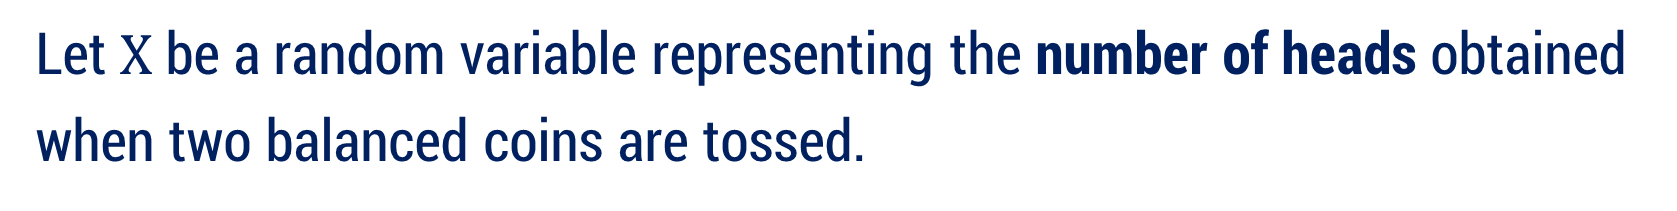 Let X be a random variable representing the number of heads obtained
when two balanced coins are tossed.